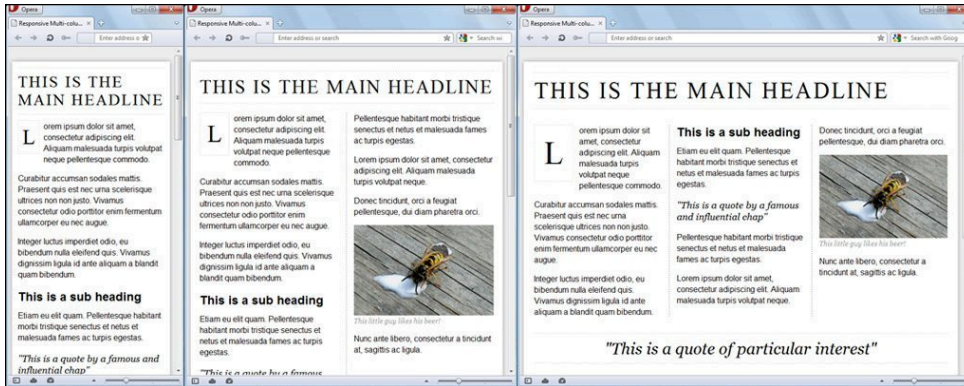 Opera
Responsive Multi-colu...
Enter address o
THIS IS THE
MAIN HEADLINE
L
orem ipsum dolor sit amet,
consectetur adipiscing elit.
Aliquam malesuada turpis volutpat
neque pellentesque commodo.
Curabitur accumsan sodales mattis.
Praesent quis est nec urna scelerisque
ultrices non non justo. Vivamus
consectetur odio porttitor enim fermentum
ullamcorper eu nec augue.
Integer luctus imperdiet odio, eu
bibendum nulla eleifend quis. Vivamus
dignissim ligula id ante aliquam a blandit
quam bibendum.
This is a sub heading
Etiam eu elit quam. Pellentesque habitant
morbi tristique senectus et netus et
malesuada fames ac turpis egestas.
"This is a quote by a famous and
influential chap"
Opera
Responsive Multi-colu...
Enter address or search
Search wi
THIS IS THE MAIN HEADLINE
L
orem ipsum dolor sit amet,
consectetur adipiscing elit.
Aliquam malesuada turpis
volutpat neque pellentesque
commodo.
Curabitur accumsan sodales mattis.
Praesent quis est nec urna scelerisque
ultrices non non justo. Vivamus
consectetur odio porttitor enim
fermentum ullamcorper eu nec augue.
Integer luctus imperdiet odio, eu
bibendum nulla eleifend quis. Vivamus
dignissim ligula id ante aliquam a
blandit quam bibendum.
This is a sub heading
Etiam eu elit quam. Pellentesque
habitant morbi tristique senectus et
netus et malesuada fames ac turpis
egestas.
"This is a quote by a famous
Pellentesque habitant morbi tristique
senectus et netus et malesuada fames
ac turpis egestas.
Lorem ipsum dolor sit amet, consectetur
adipiscing elit. Aliquam malesuada
turpis volutpat neque.
Donec tincidunt, orci a feugiat
pellentesque, dui diam pharetra orci.
This little guy likes his beer!
Nunc ante libero, consectetur a tincidunt
at, sagittis ac ligula.
Opera
Responsive Multi-colu...
Enter address or search
Search with Goog
THIS IS THE MAIN HEADLINE
L
orem ipsum dolor sit
amet, consectetur
adipiscing elit. Aliquam
malesuada turpis
volutpat neque
pellentesque commodo.
Curabitur accumsan sodales mattis.
Praesent quis est nec urna
scelerisque ultrices non non justo.
Vivamus consectetur odio porttitor
enim fermentum ullamcorper eu nec
augue.
Integer luctus imperdiet odio, eu
bibendum nulla eleifend quis.
Vivamus dignissim ligula id ante
aliquam a blandit quam bibendum.
This is a sub heading
Etiam eu elit quam. Pellentesque
habitant morbi tristique senectus et
netus et malesuada fames ac turpis
egestas.
"This is a quote by a famous
and influential chap"
Pellentesque habitant morbi tristique
senectus et netus et malesuada
fames ac turpis egestas.
Lorem ipsum dolor sit amet,
consectetur adipiscing elit. Aliquam
malesuada turpis volutpat neque.
Donec tincidunt, orci a feugiat
pellentesque, dui diam pharetra orci.
This little guy likes his beer!
Nunc ante libero, consectetur a
tincidunt at, sagittis ac ligula.
"This is a quote of particular interest"